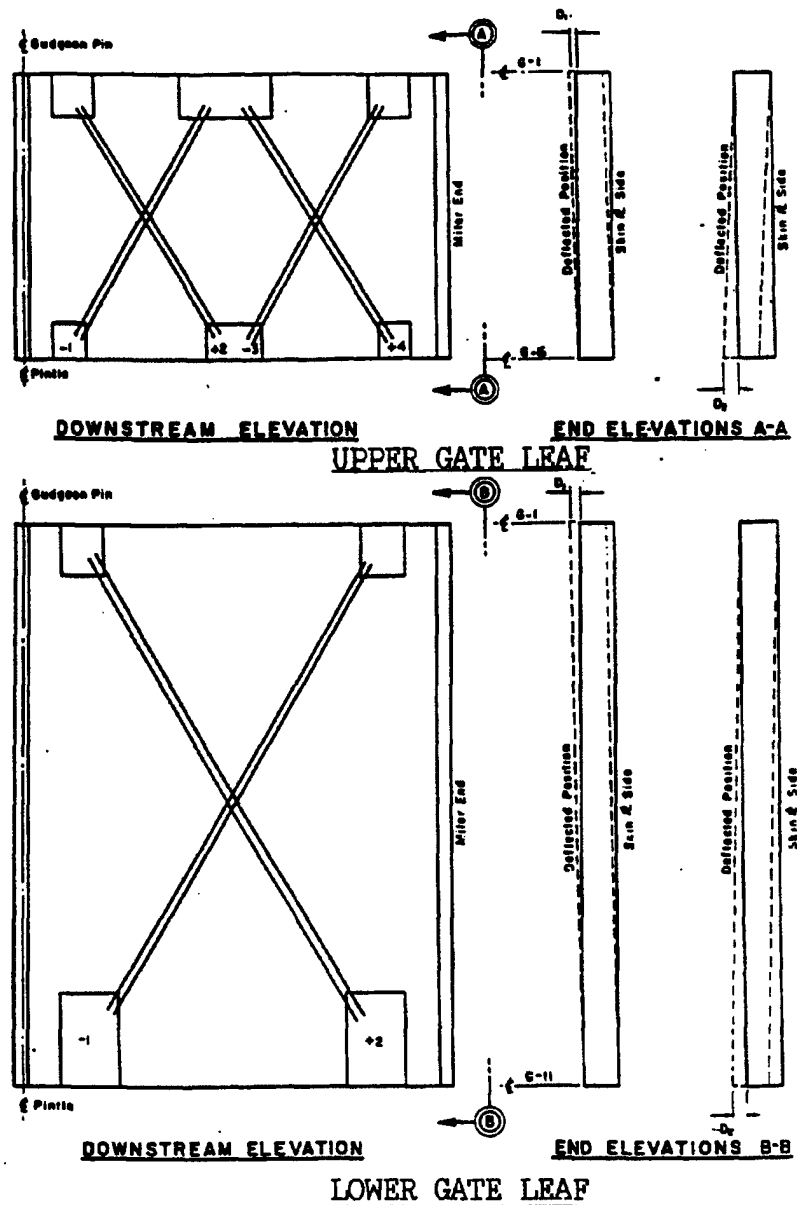 D₁
A
℄ Gudgeon Pin
℄ G-1
Miter End
Deflected Position
Skin ℄ Side
Deflected Position
Skin ℄ Side
-1
+2
-3
+4
℄ G-5
℄ Pintle
A
D₂
DOWNSTREAM ELEVATION
END ELEVATIONS A-A
UPPER GATE LEAF
℄ Gudgeon Pin
B
D₁
℄ G-1
Miter End
Deflected Position
Skin ℄ Side
Deflected Position
Skin ℄ Side
-1
+2
℄ G-11
℄ Pintle
B
D₂
DOWNSTREAM ELEVATION
END ELEVATIONS B-B
LOWER GATE LEAF